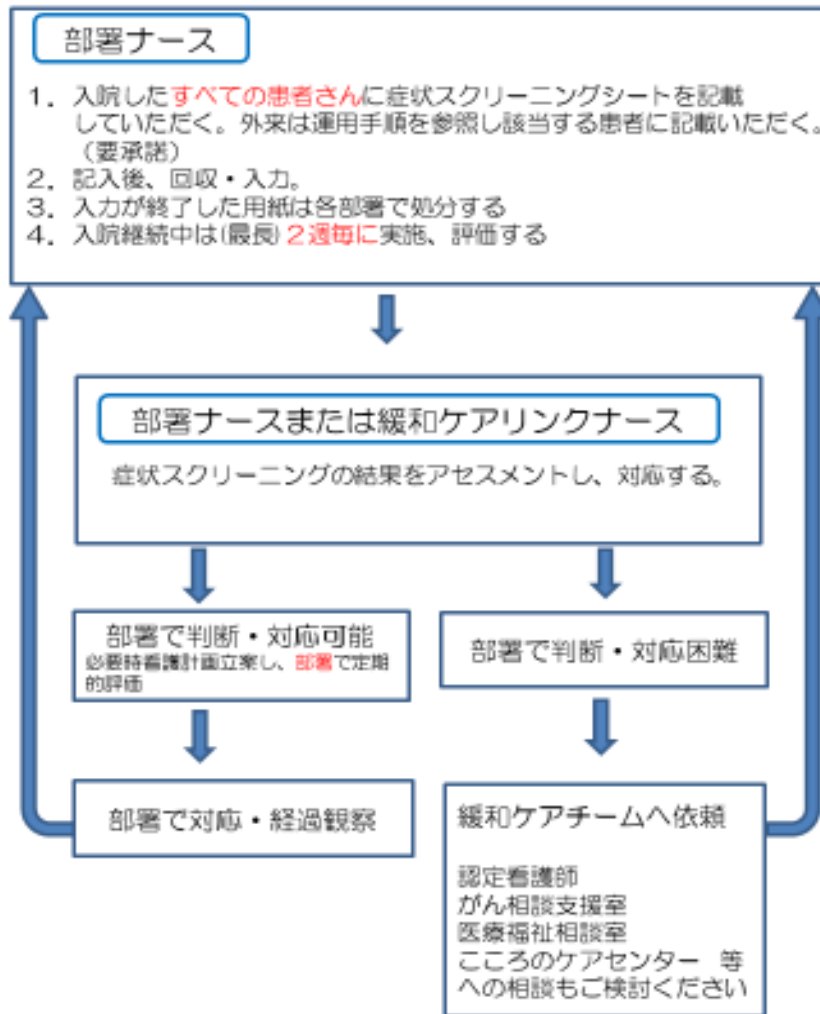 部署ナース
1. 入院したすべての患者さんに症状スクリーニングシートを記載
していただく。外来は運用手順を参照し該当する患者に記載いただく。
（要承諾）
2. 記入後、回収・入力。
3. 入力が終了した用紙は各部署で処分する
4. 入院継続中は(最長)２週毎に実施、評価する
部署ナースまたは緩和ケアリンクナース
症状スクリーニングの結果をアセスメントし、対応する。
部署で判断・対応可能
必要時看護計画立案し、部署で定期
的評価
部署で判断・対応困難
部署で対応・経過観察
緩和ケアチームへ依頼
認定看護師
がん相談支援室
医療福祉相談室
こころのケアセンター 等
への相談もご検討ください